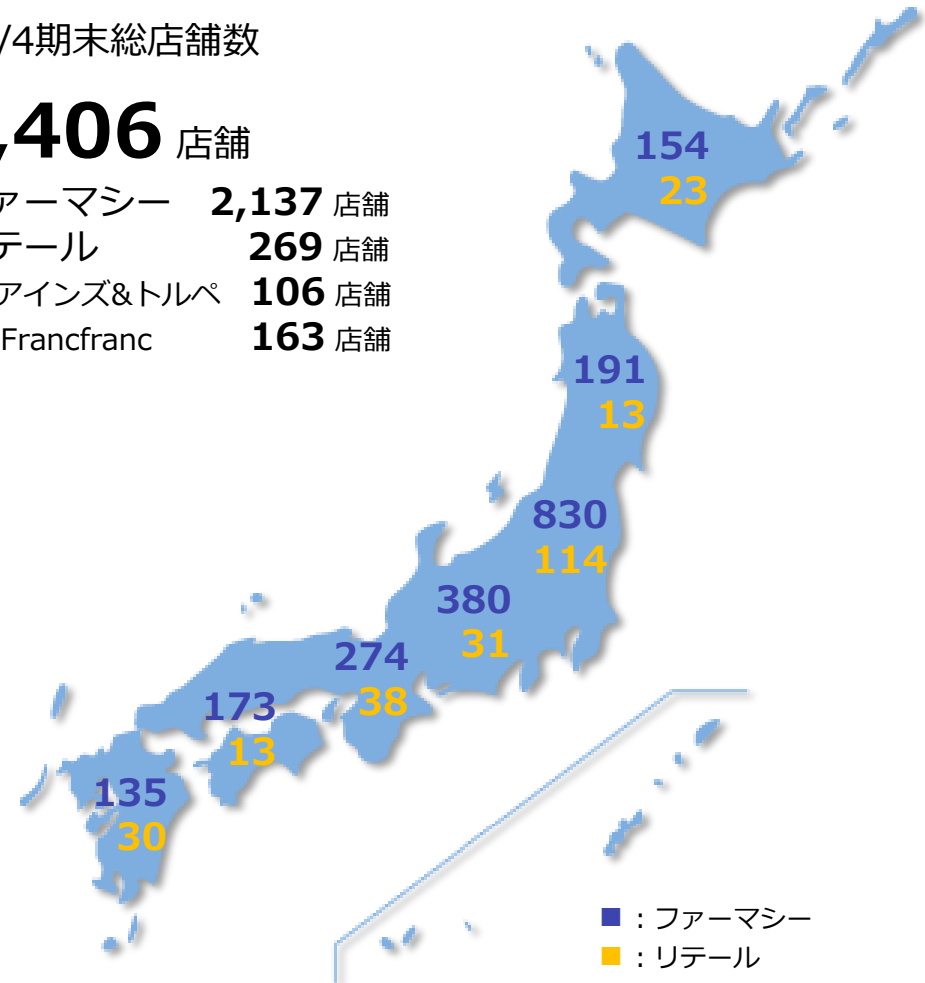 /4期末総店舗数
,406 店舗
ァーマシー 2,137 店舗
テール 269 店舗
アインズ&トルペ 106 店舗
Francfranc 163 店舗
154
23
191
13
830
114
380
31
274
38
173
13
135
30
■：ファーマシー
■：リテール